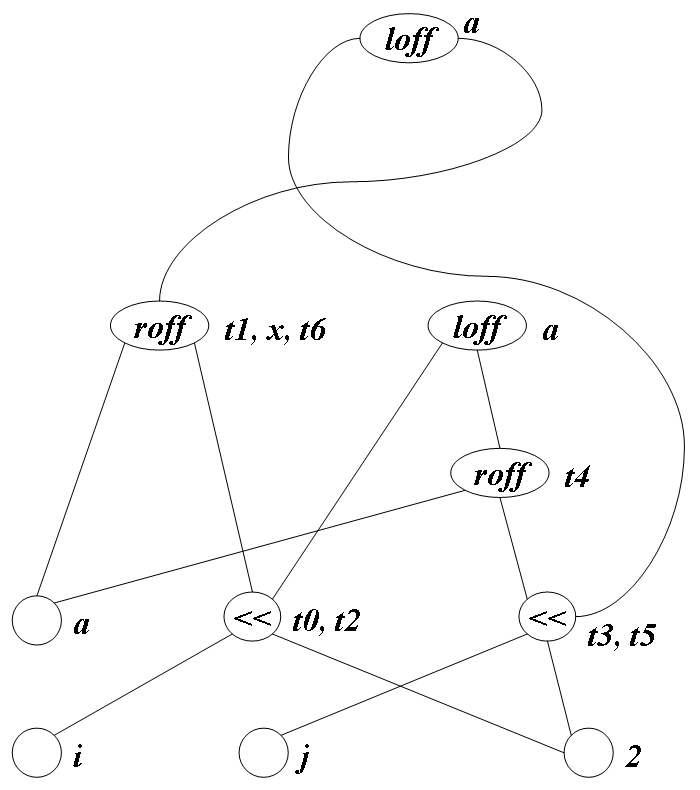 loff a
roff t1, x, t6 loff a
roff t4
a << t0, t2 << t3, t5
i j 2